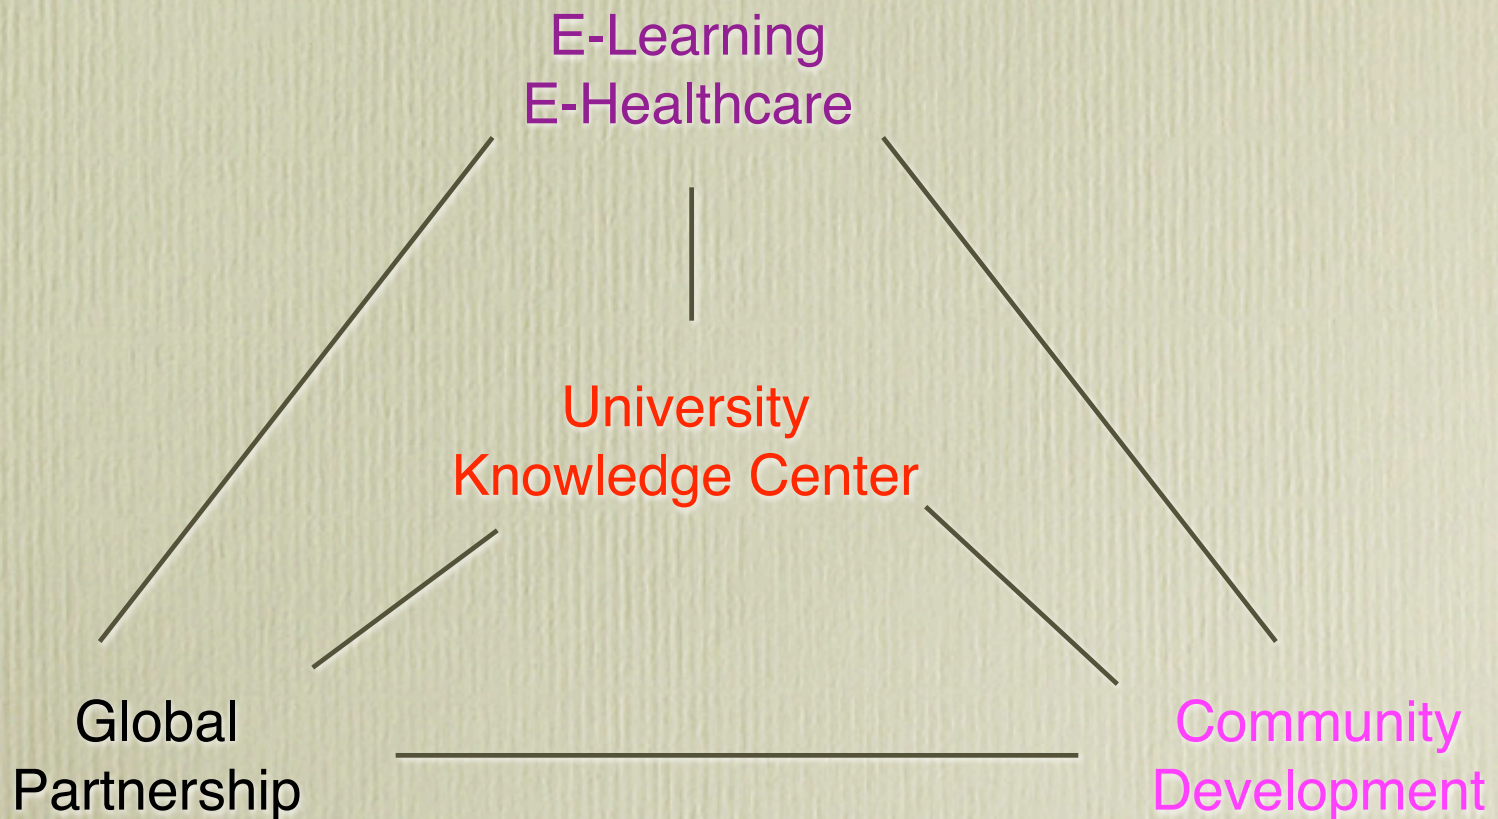 E-Learning
E-Healthcare
University
Knowledge Center
Global
Partnership
Community
Development